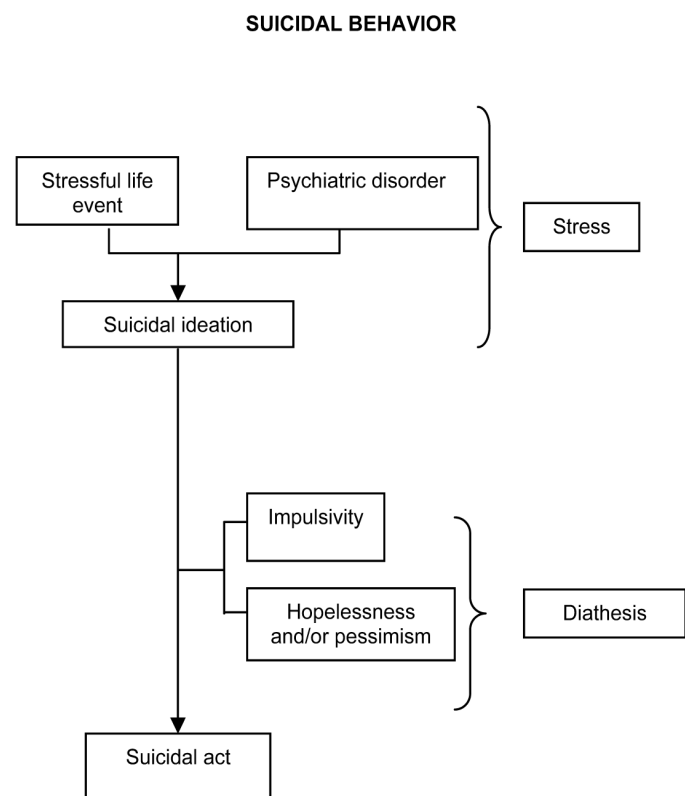 SUICIDAL BEHAVIOR
Stressful life
event
Psychiatric disorder
Stress
Suicidal ideation
Impulsivity
Hopelessness
and/or pessimism
Diathesis
Suicidal act